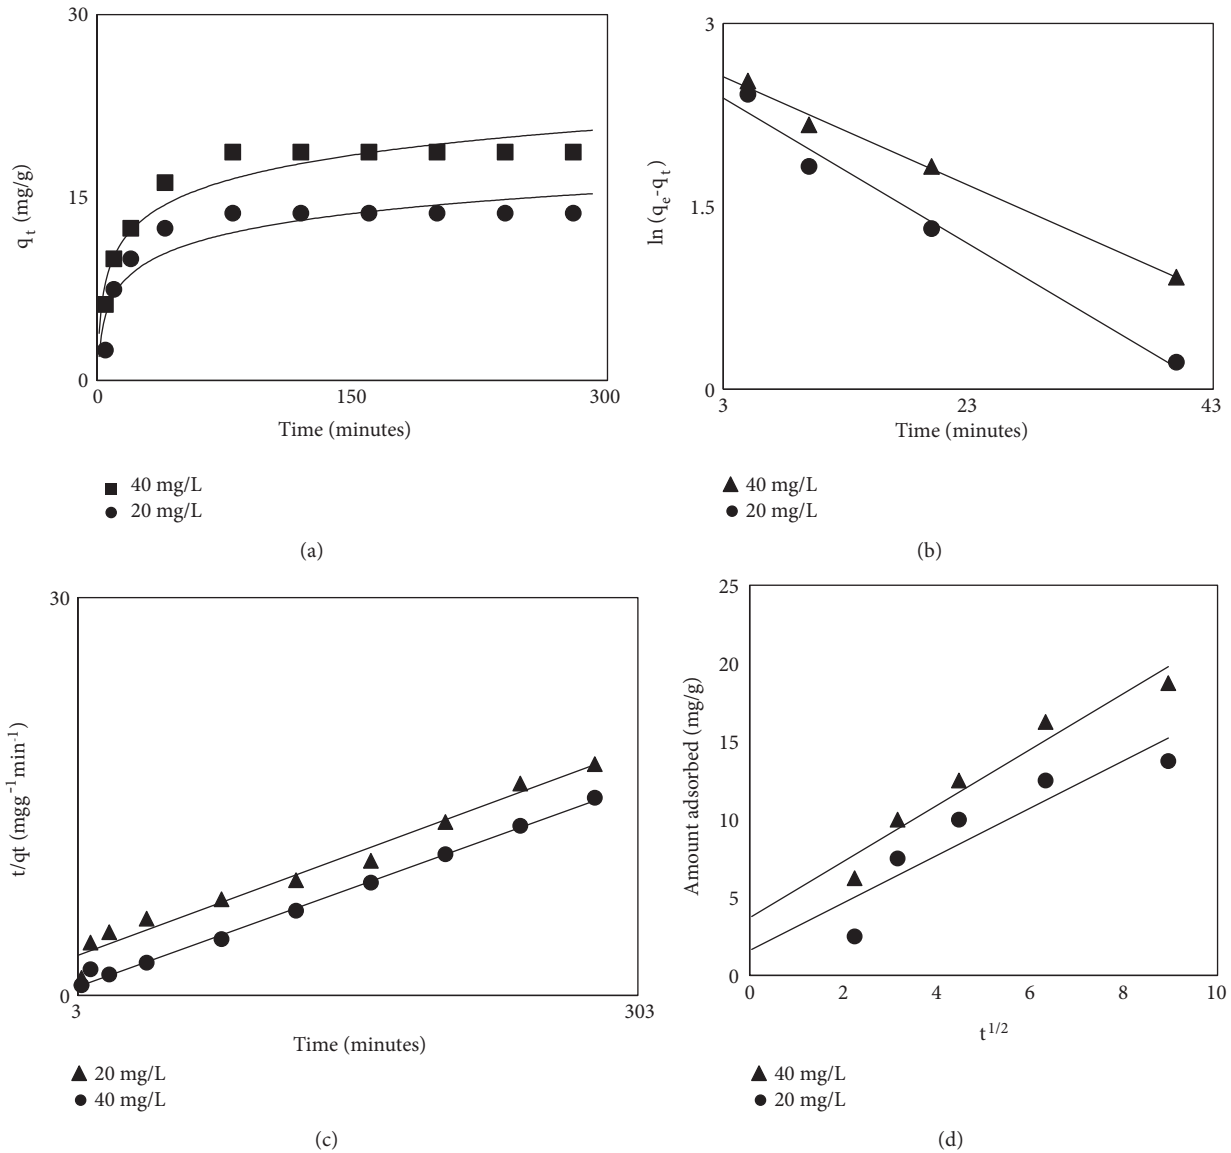 30
15
0
q_t (mg/g)
0 150 300
Time (minutes)
40 mg/L
20 mg/L
(a)
3
1.5
0
ln (q_e-q_t)
3 23 43
Time (minutes)
40 mg/L
20 mg/L
(b)
30
0
t/qt (mgg⁻¹min⁻¹)
3 303
Time (minutes)
20 mg/L
40 mg/L
(c)
25
20
15
10
5
0
Amount adsorbed (mg/g)
0 2 4 6 8 10
t^1/2
40 mg/L
20 mg/L
(d)